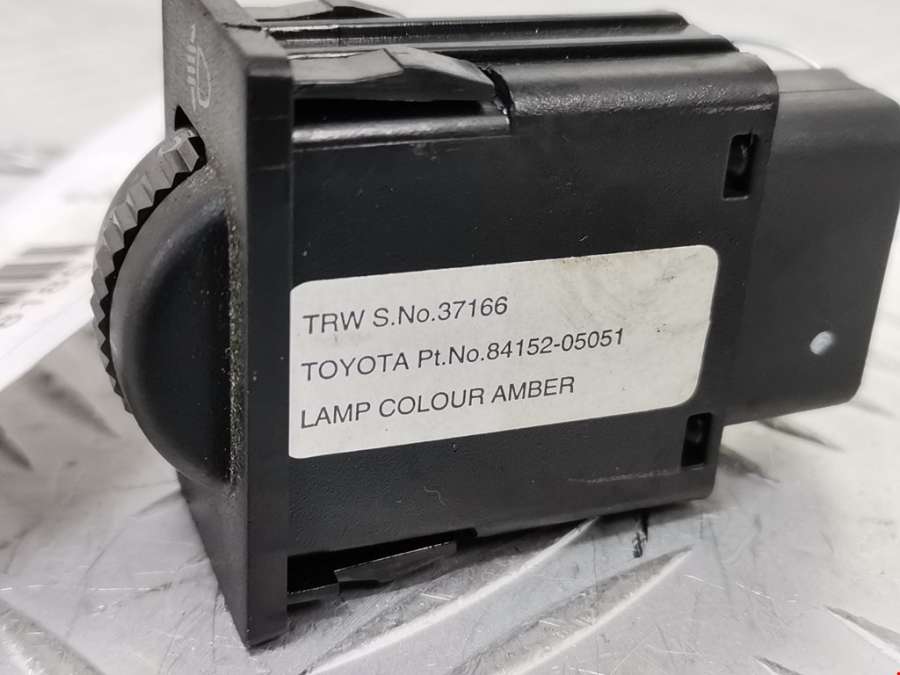 TRW S.No.37166
TOYOTA Pt.No.84152-05051
LAMP COLOUR AMBER